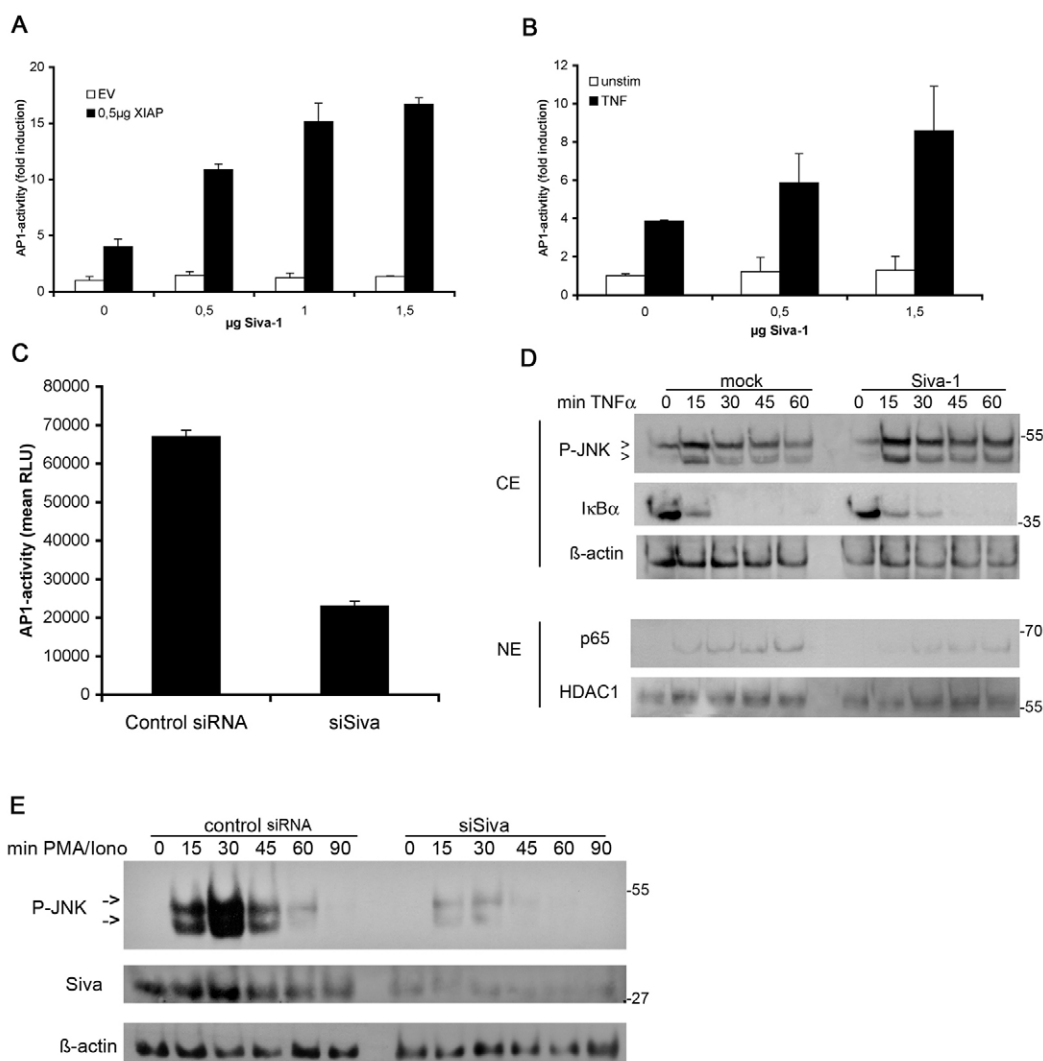 A
AP1-activtity (fold induction)
20
15
10
5
0
EV
0,5µg XIAP
0 0,5 1 1,5
µg Siva-1
B
AP1-activtity (fold induction)
12
10
8
6
4
2
0
unstim
TNF
0 0,5 1,5
µg Siva-1
C
AP1-activity (mean RLU)
80000
70000
60000
50000
40000
30000
20000
10000
0
Control siRNA siSiva
D
mock Siva-1
min TNFα 0 15 30 45 60 0 15 30 45 60
CE
P-JNK > -55
>
IκBα -35
ß-actin
NE
p65 -70
HDAC1 -55
E
control siRNA siSiva
min PMA/Iono 0 15 30 45 60 90 0 15 30 45 60 90
P-JNK -> -55
->
Siva -27
ß-actin